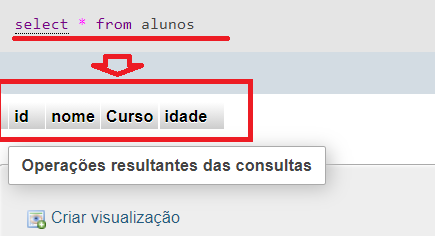 select * from alunos
id nome Curso idade
Operações resultantes das consultas
Criar visualização